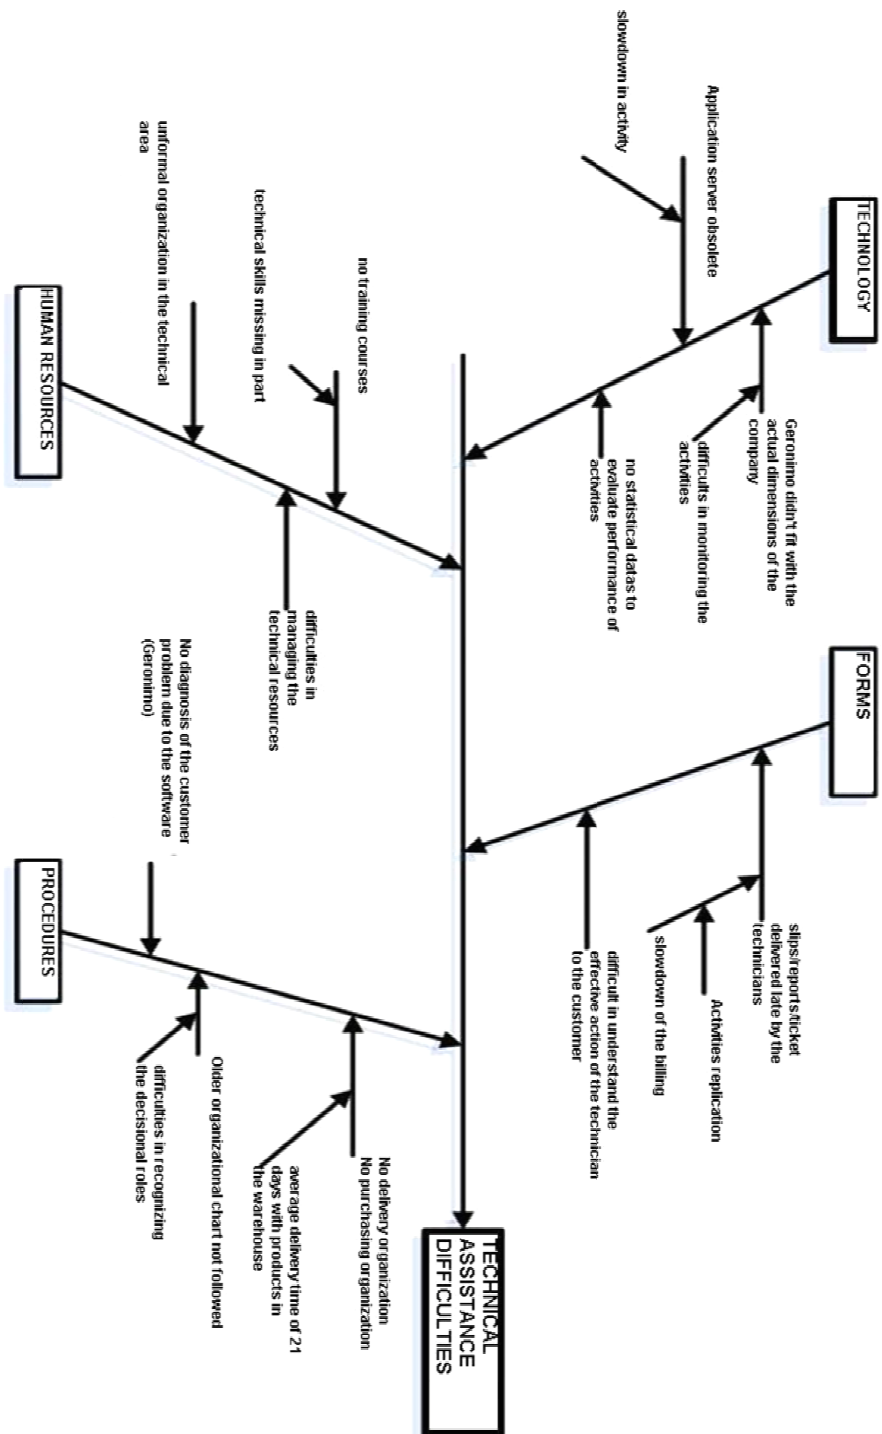 TECHNOLOGY
Application server obsolete
slowdown in activity
Geronimo didn't fit with the
actual dimensions of the
company
difficults in monitoring the
activities
no statistical datas to
evaluate performance of
activities
FORMS
slips/reports/ticket
delivered late by the
technicians
Activities replication
slowdown of the billing
difficult in understand the
effective action of the technician
to the customer
TECHNICAL
ASSISTANCE
DIFFICULTIES
no training courses
technical skills missing in part
unformal organization in the technical
area
difficulties in
managing the
technical resources
HUMAN RESOURCES
No delivery organization
No purchasing organization
average delivery time of 21
days with products in
the warehouse
Older organizational chart not followed
difficulties in recognizing
the decisional roles
No diagnosis of the customer
problem due to the software
(Geronimo)
PROCEDURES